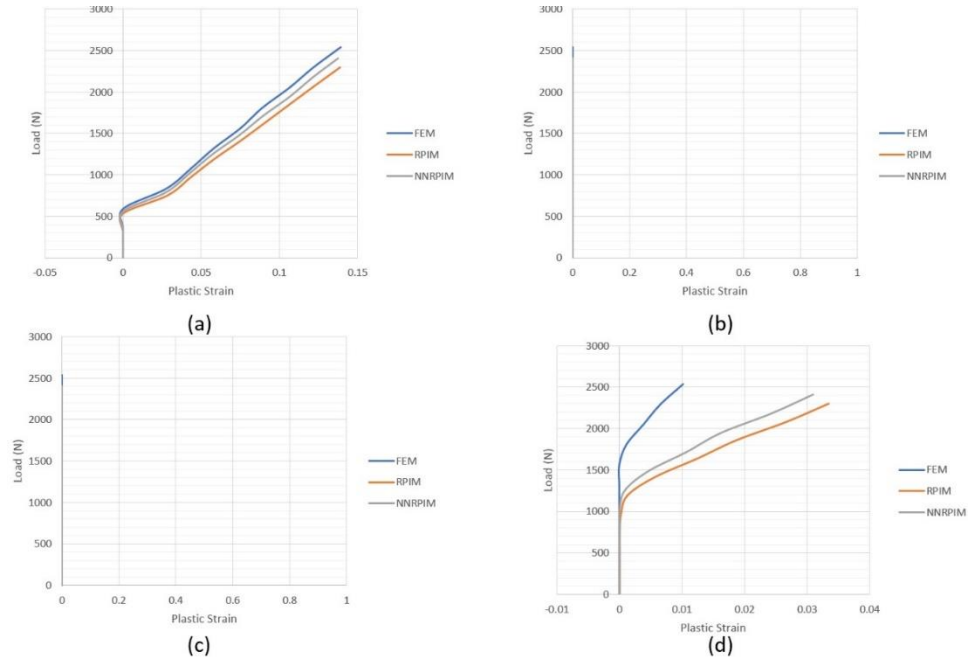 3000
2500
2000
1500
1000
500
0
Load (N)
-0.05
0
0.05
0.1
0.15
Plastic Strain
FEM
RPIM
NNRPIM
(a)
3000
2500
2000
1500
1000
500
0
Load (N)
0
0.2
0.4
0.6
0.8
1
Plastic Strain
FEM
RPIM
NNRPIM
(b)
3000
2500
2000
1500
1000
500
0
Load (N)
0
0.2
0.4
0.6
0.8
1
Plastic Strain
FEM
RPIM
NNRPIM
(c)
3000
2500
2000
1500
1000
500
0
Load (N)
-0.01
0
0.01
0.02
0.03
0.04
Plastic Strain
FEM
RPIM
NNRPIM
(d)